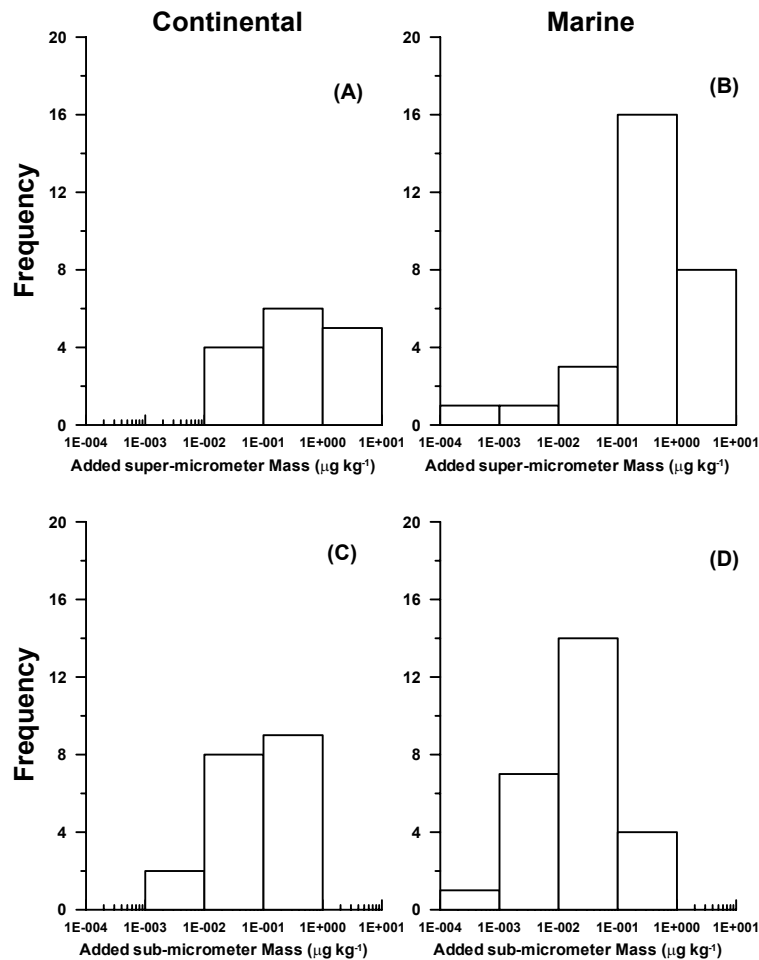 Continental
Marine
20
16
12
8
4
0
Frequency
(A)
1E-004 1E-003 1E-002 1E-001 1E+000 1E+001
Added super-micrometer Mass (μg kg-1)
20
16
12
8
4
0
(B)
1E-004 1E-003 1E-002 1E-001 1E+000 1E+001
Added super-micrometer Mass (μg kg-1)
20
16
12
8
4
0
Frequency
(C)
1E-004 1E-003 1E-002 1E-001 1E+000 1E+001
Added sub-micrometer Mass (μg kg-1)
20
16
12
8
4
0
(D)
1E-004 1E-003 1E-002 1E-001 1E+000 1E+001
Added sub-micrometer Mass (μg kg-1)